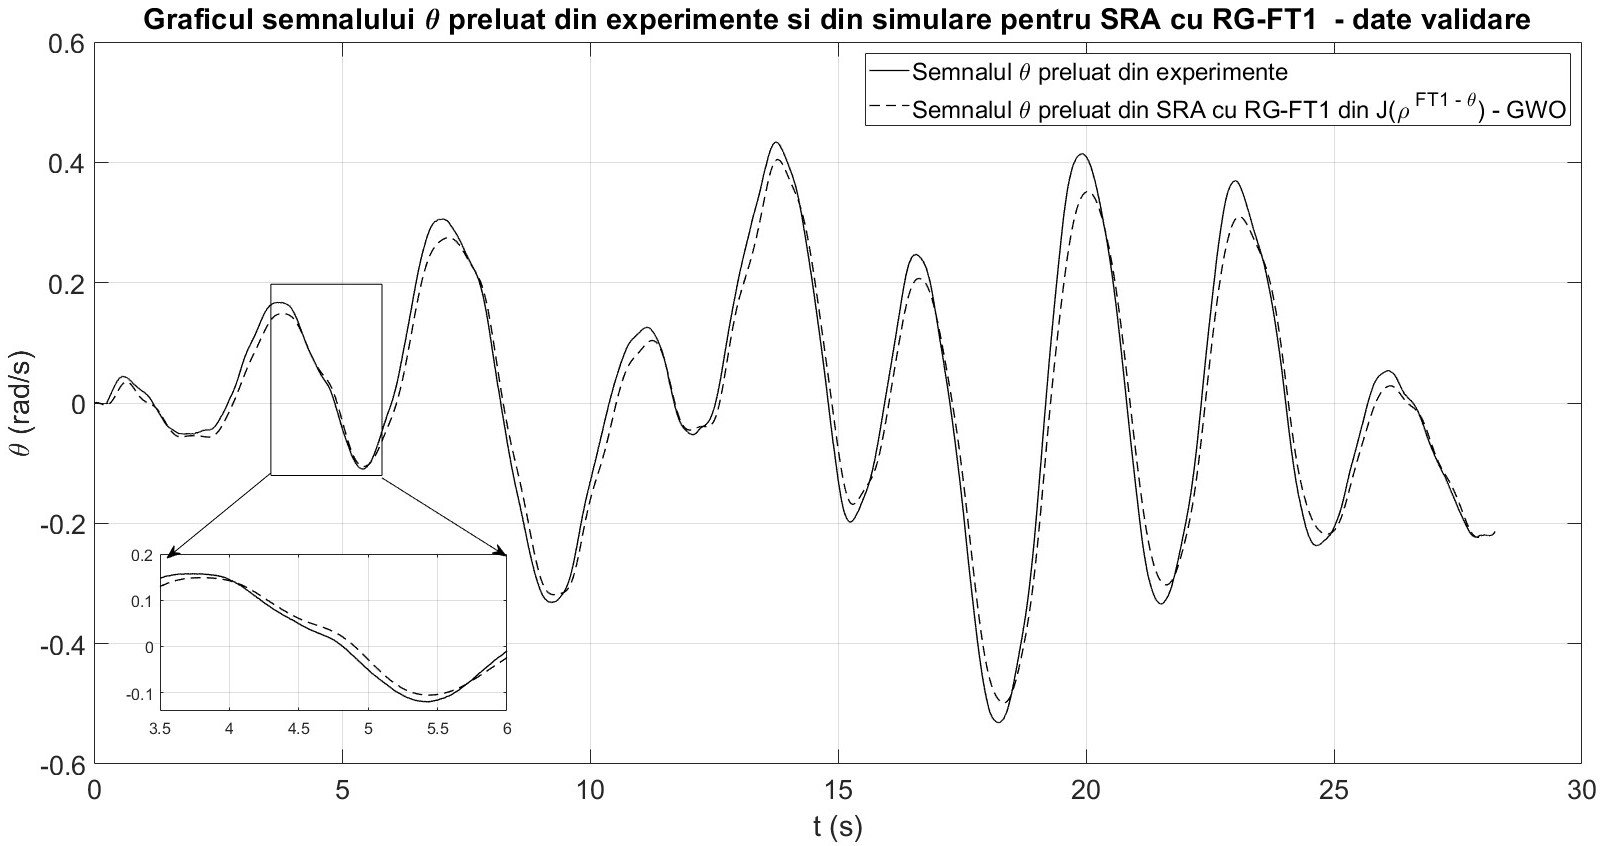 Graficul semnalului θ preluat din experimente si din simulare pentru SRA cu RG-FT1 - date validare
Semnalul θ preluat din experimente
Semnalul θ preluat din SRA cu RG-FT1 din J(ρ^FT1 - θ) - GWO
θ (rad/s)
0.6
0.4
0.2
0
-0.2
-0.4
-0.6
0.2
0.1
0
-0.1
3.5 4 4.5 5 5.5 6
0 5 10 15 20 25 30
t (s)